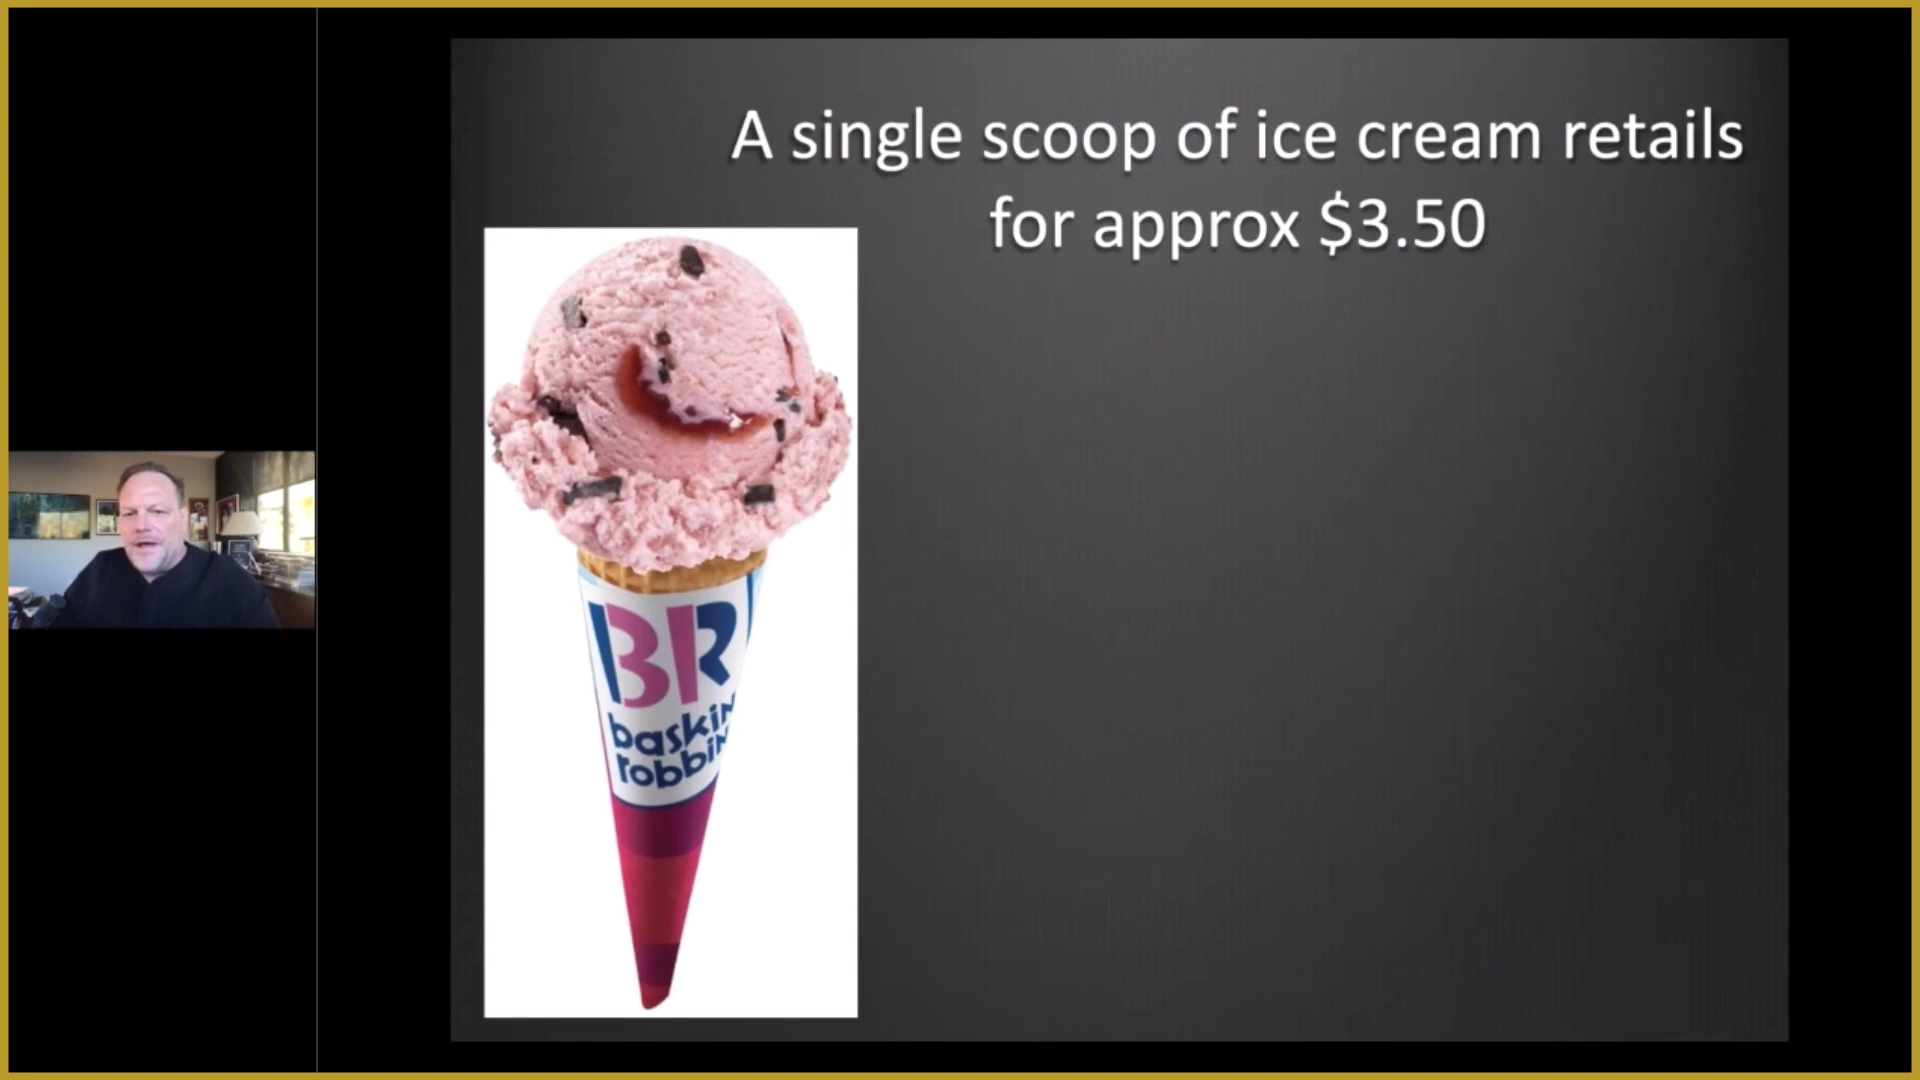 A single scoop of ice cream retails
for approx $3.50
BR
baskin
robbin